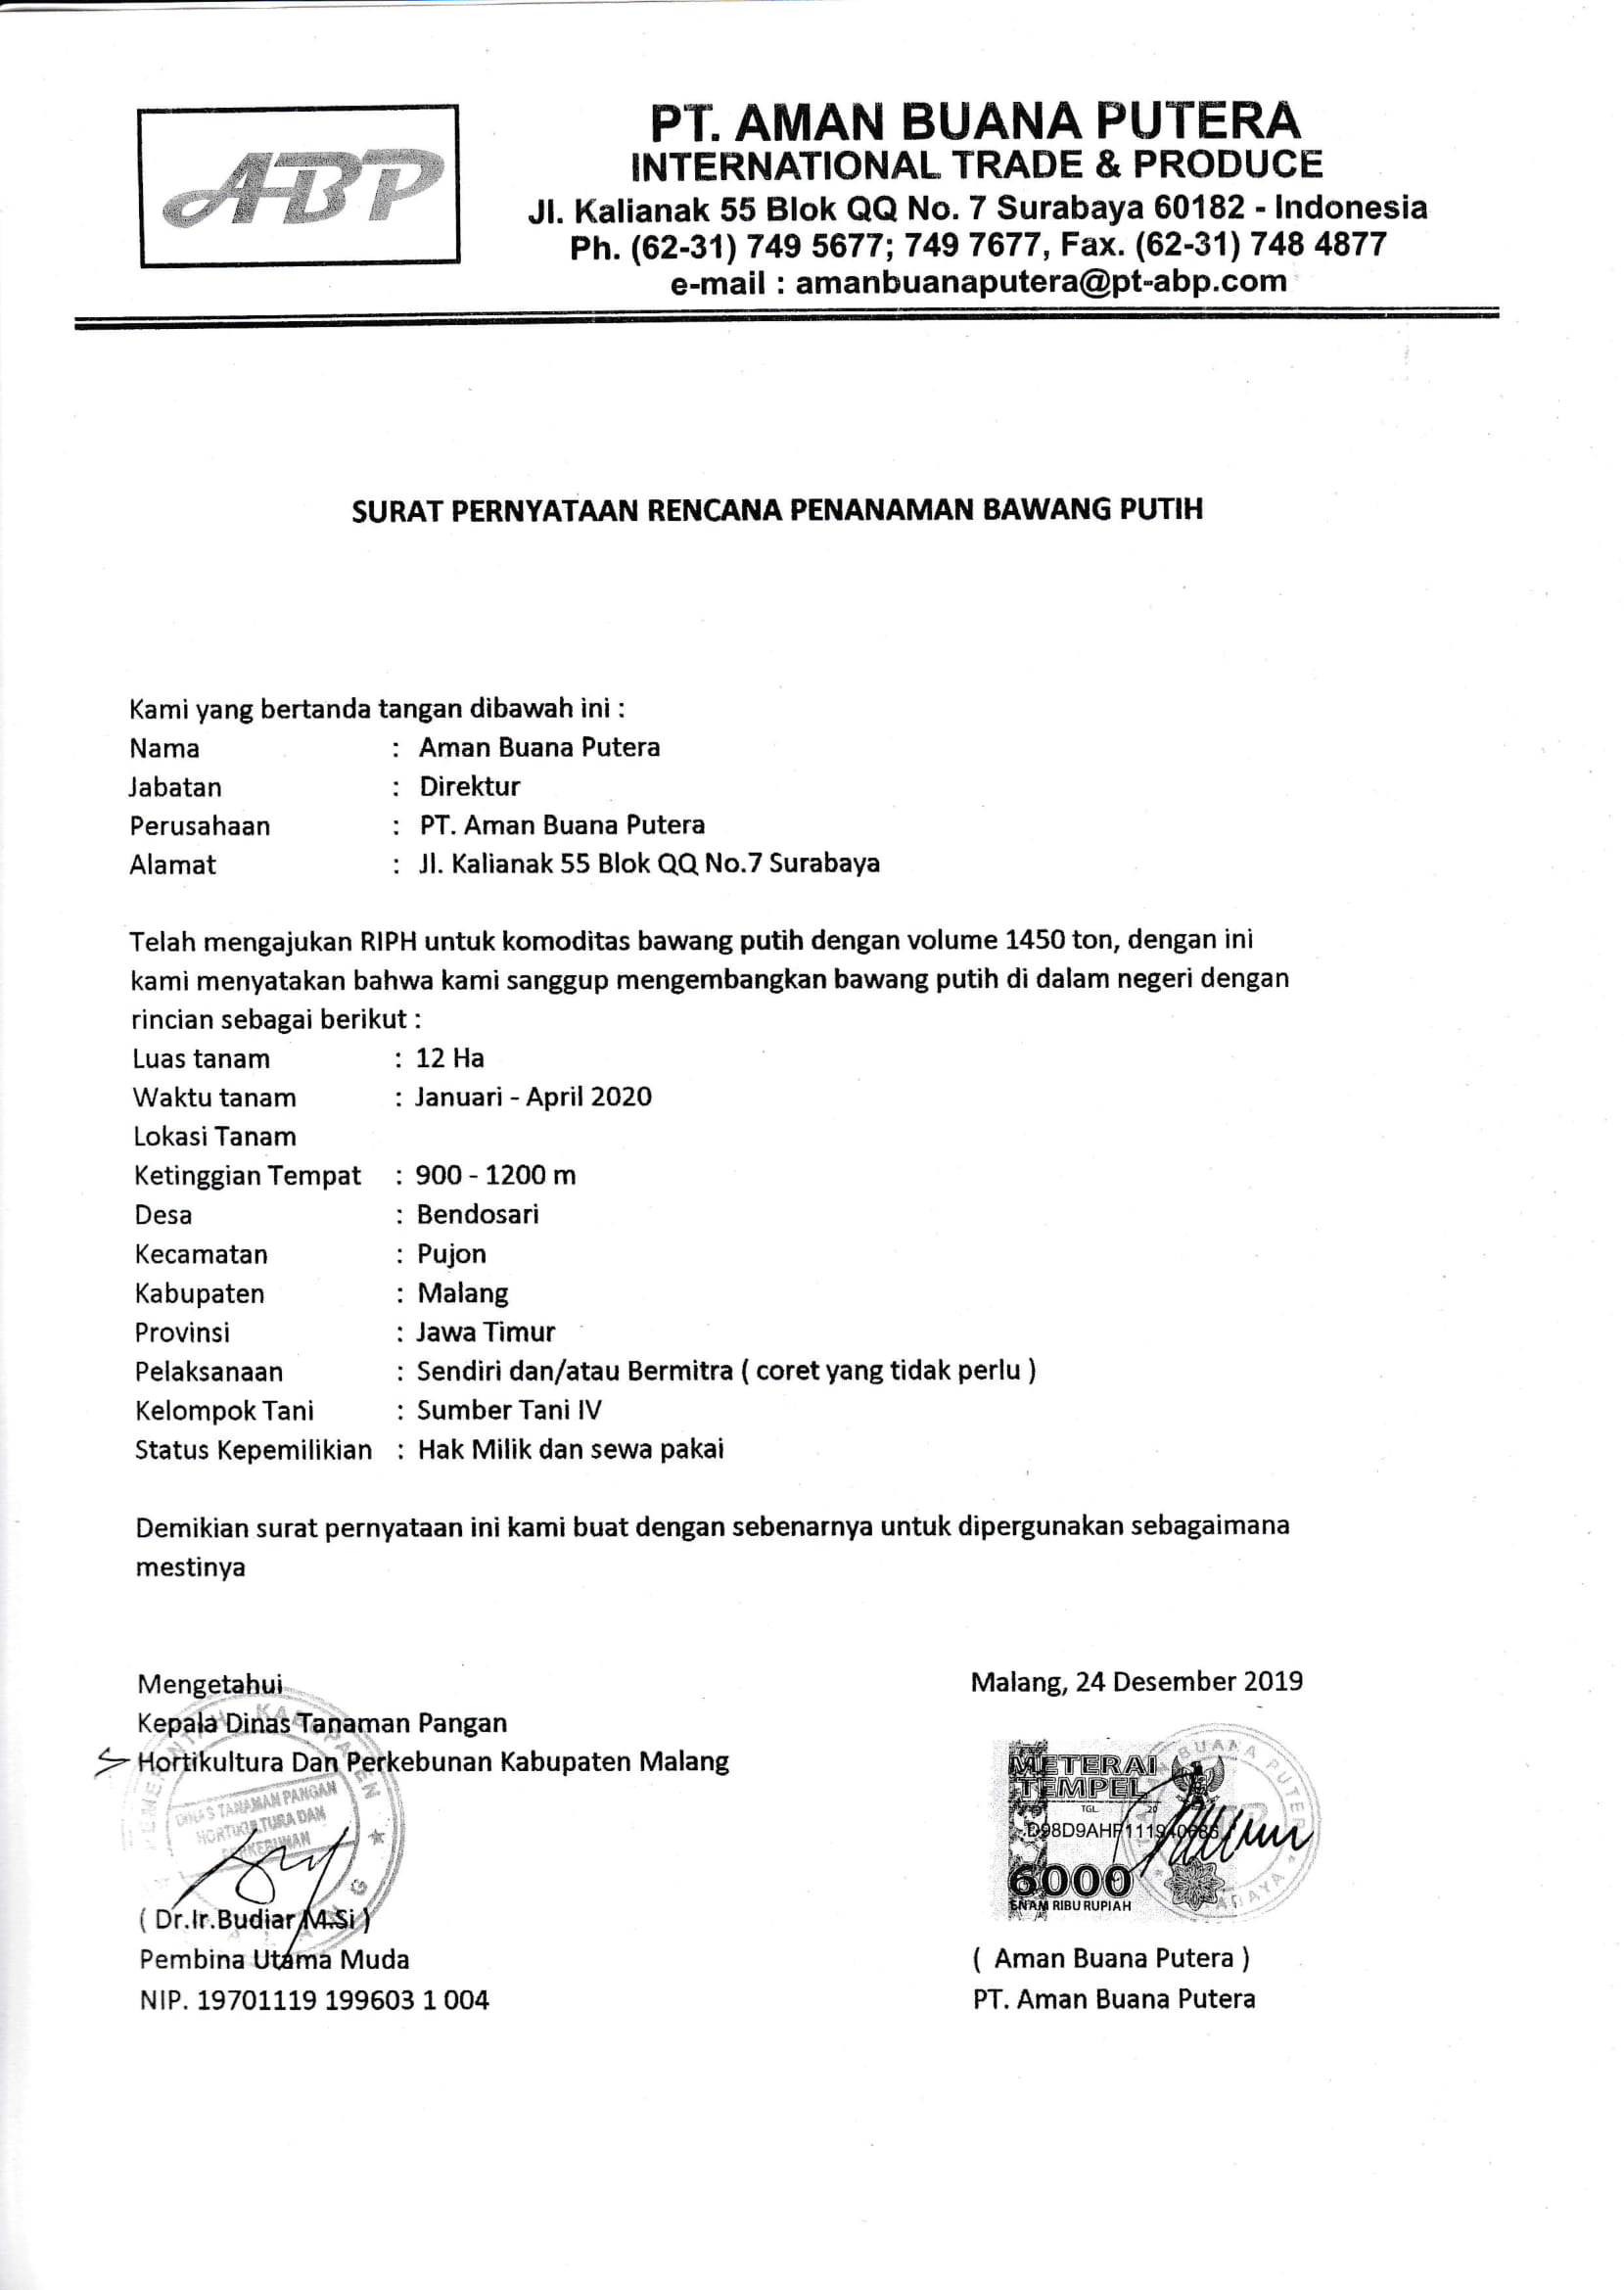 ABP
PT. AMAN BUANA PUTERA
INTERNATIONAL TRADE & PRODUCE
Jl. Kalianak 55 Blok QQ No. 7 Surabaya 60182 - Indonesia
Ph. (62-31) 749 5677; 749 7677, Fax. (62-31) 748 4877
e-mail : amanbuanaputera@pt-abp.com
SURAT PERNYATAAN RENCANA PENANAMAN BAWANG PUTIH
Kami yang bertanda tangan dibawah ini :
Nama : Aman Buana Putera
Jabatan : Direktur
Perusahaan : PT. Aman Buana Putera
Alamat : Jl. Kalianak 55 Blok QQ No.7 Surabaya
Telah mengajukan RIPH untuk komoditas bawang putih dengan volume 1450 ton, dengan ini
kami menyatakan bahwa kami sanggup mengembangkan bawang putih di dalam negeri dengan
rincian sebagai berikut :
Luas tanam : 12 Ha
Waktu tanam : Januari - April 2020
Lokasi Tanam
Ketinggian Tempat : 900 - 1200 m
Desa : Bendosari
Kecamatan : Pujon
Kabupaten : Malang
Provinsi : Jawa Timur
Pelaksanaan : Sendiri dan/atau Bermitra ( coret yang tidak perlu )
Kelompok Tani : Sumber Tani IV
Status Kepemilikian : Hak Milik dan sewa pakai
Demikian surat pernyataan ini kami buat dengan sebenarnya untuk dipergunakan sebagaimana
mestinya
Mengetahui
Kepala Dinas Tanaman Pangan
Hortikultura Dan Perkebunan Kabupaten Malang
DINAS TANAMAN PANGAN
HORTIKULTURA DAN
PERKEBUNAN
( Dr.Ir.Budiar M.Si )
Pembina Utama Muda
NIP. 19701119 199603 1 004
Malang, 24 Desember 2019
METERAI
TEMPEL
TGL. 20
6000
ENAM RIBU RUPIAH
BUANA PUTERA
( Aman Buana Putera )
PT. Aman Buana Putera